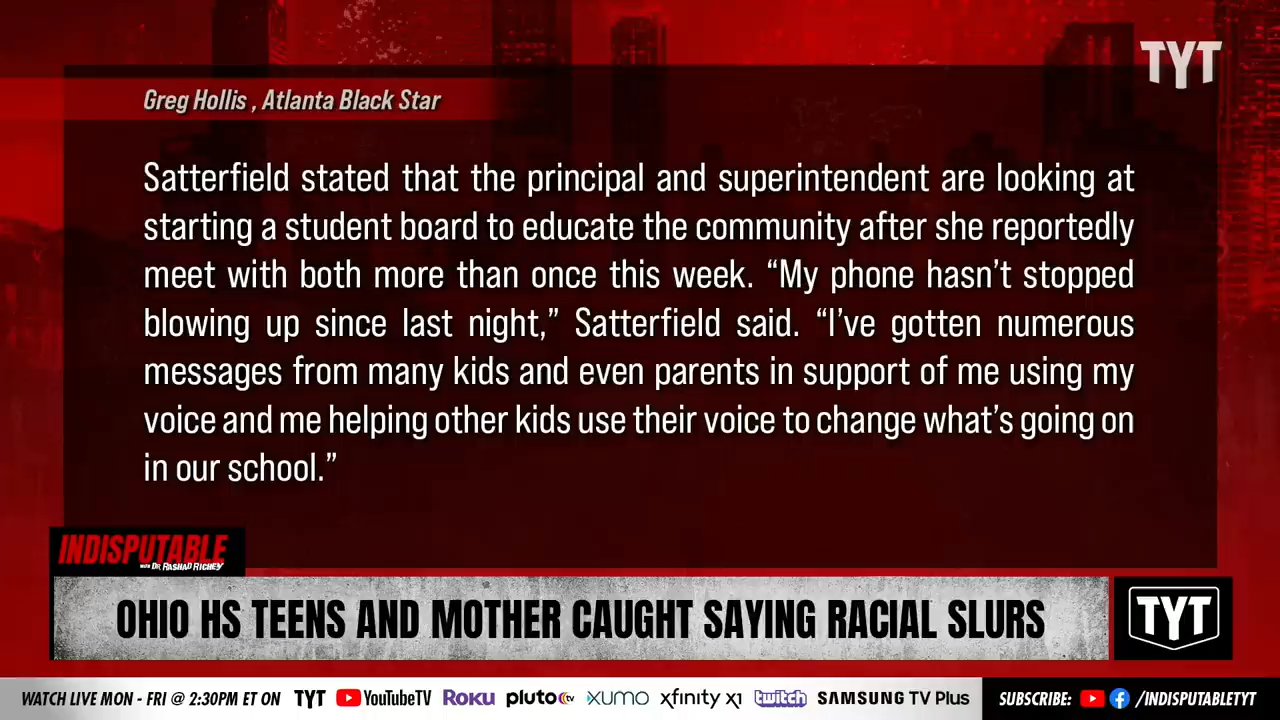 TYT
Greg Hollis , Atlanta Black Star
Satterfield stated that the principal and superintendent are looking at
starting a student board to educate the community after she reportedly
meet with both more than once this week. “My phone hasn’t stopped
blowing up since last night,” Satterfield said. “I’ve gotten numerous
messages from many kids and even parents in support of me using my
voice and me helping other kids use their voice to change what’s going on
in our school.”
INDISPUTABLE
WITH DR. RASHAD RICHEY
OHIO HS TEENS AND MOTHER CAUGHT SAYING RACIAL SLURS
TYT
WATCH LIVE MON - FRI @ 2:30PM ET ON TYT YouTubeTV ROKU pluto tv xumo xfinity x1 twitch SAMSUNG TV Plus SUBSCRIBE: /INDISPUTABLETYT